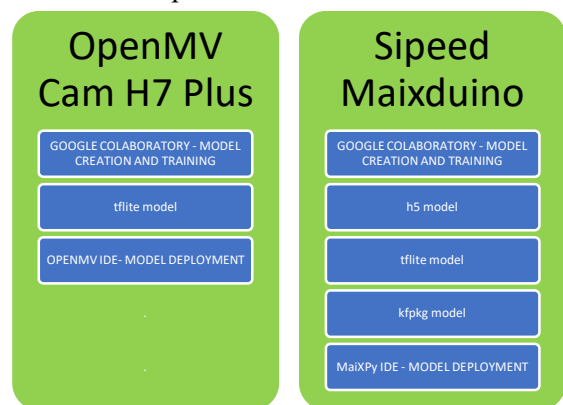 OpenMV
Cam H7 Plus
GOOGLE COLABORATORY - MODEL
CREATION AND TRAINING
tflite model
OPENMV IDE- MODEL DEPLOYMENT
.
.
Sipeed
Maixduino
GOOGLE COLABORATORY - MODEL
CREATION AND TRAINING
h5 model
tflite model
kfpkg model
MaiXPy IDE - MODEL DEPLOYMENT